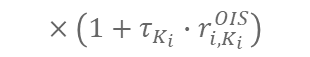 × (1 + τ_{K_i} · r_{i,K_i}^{OIS})